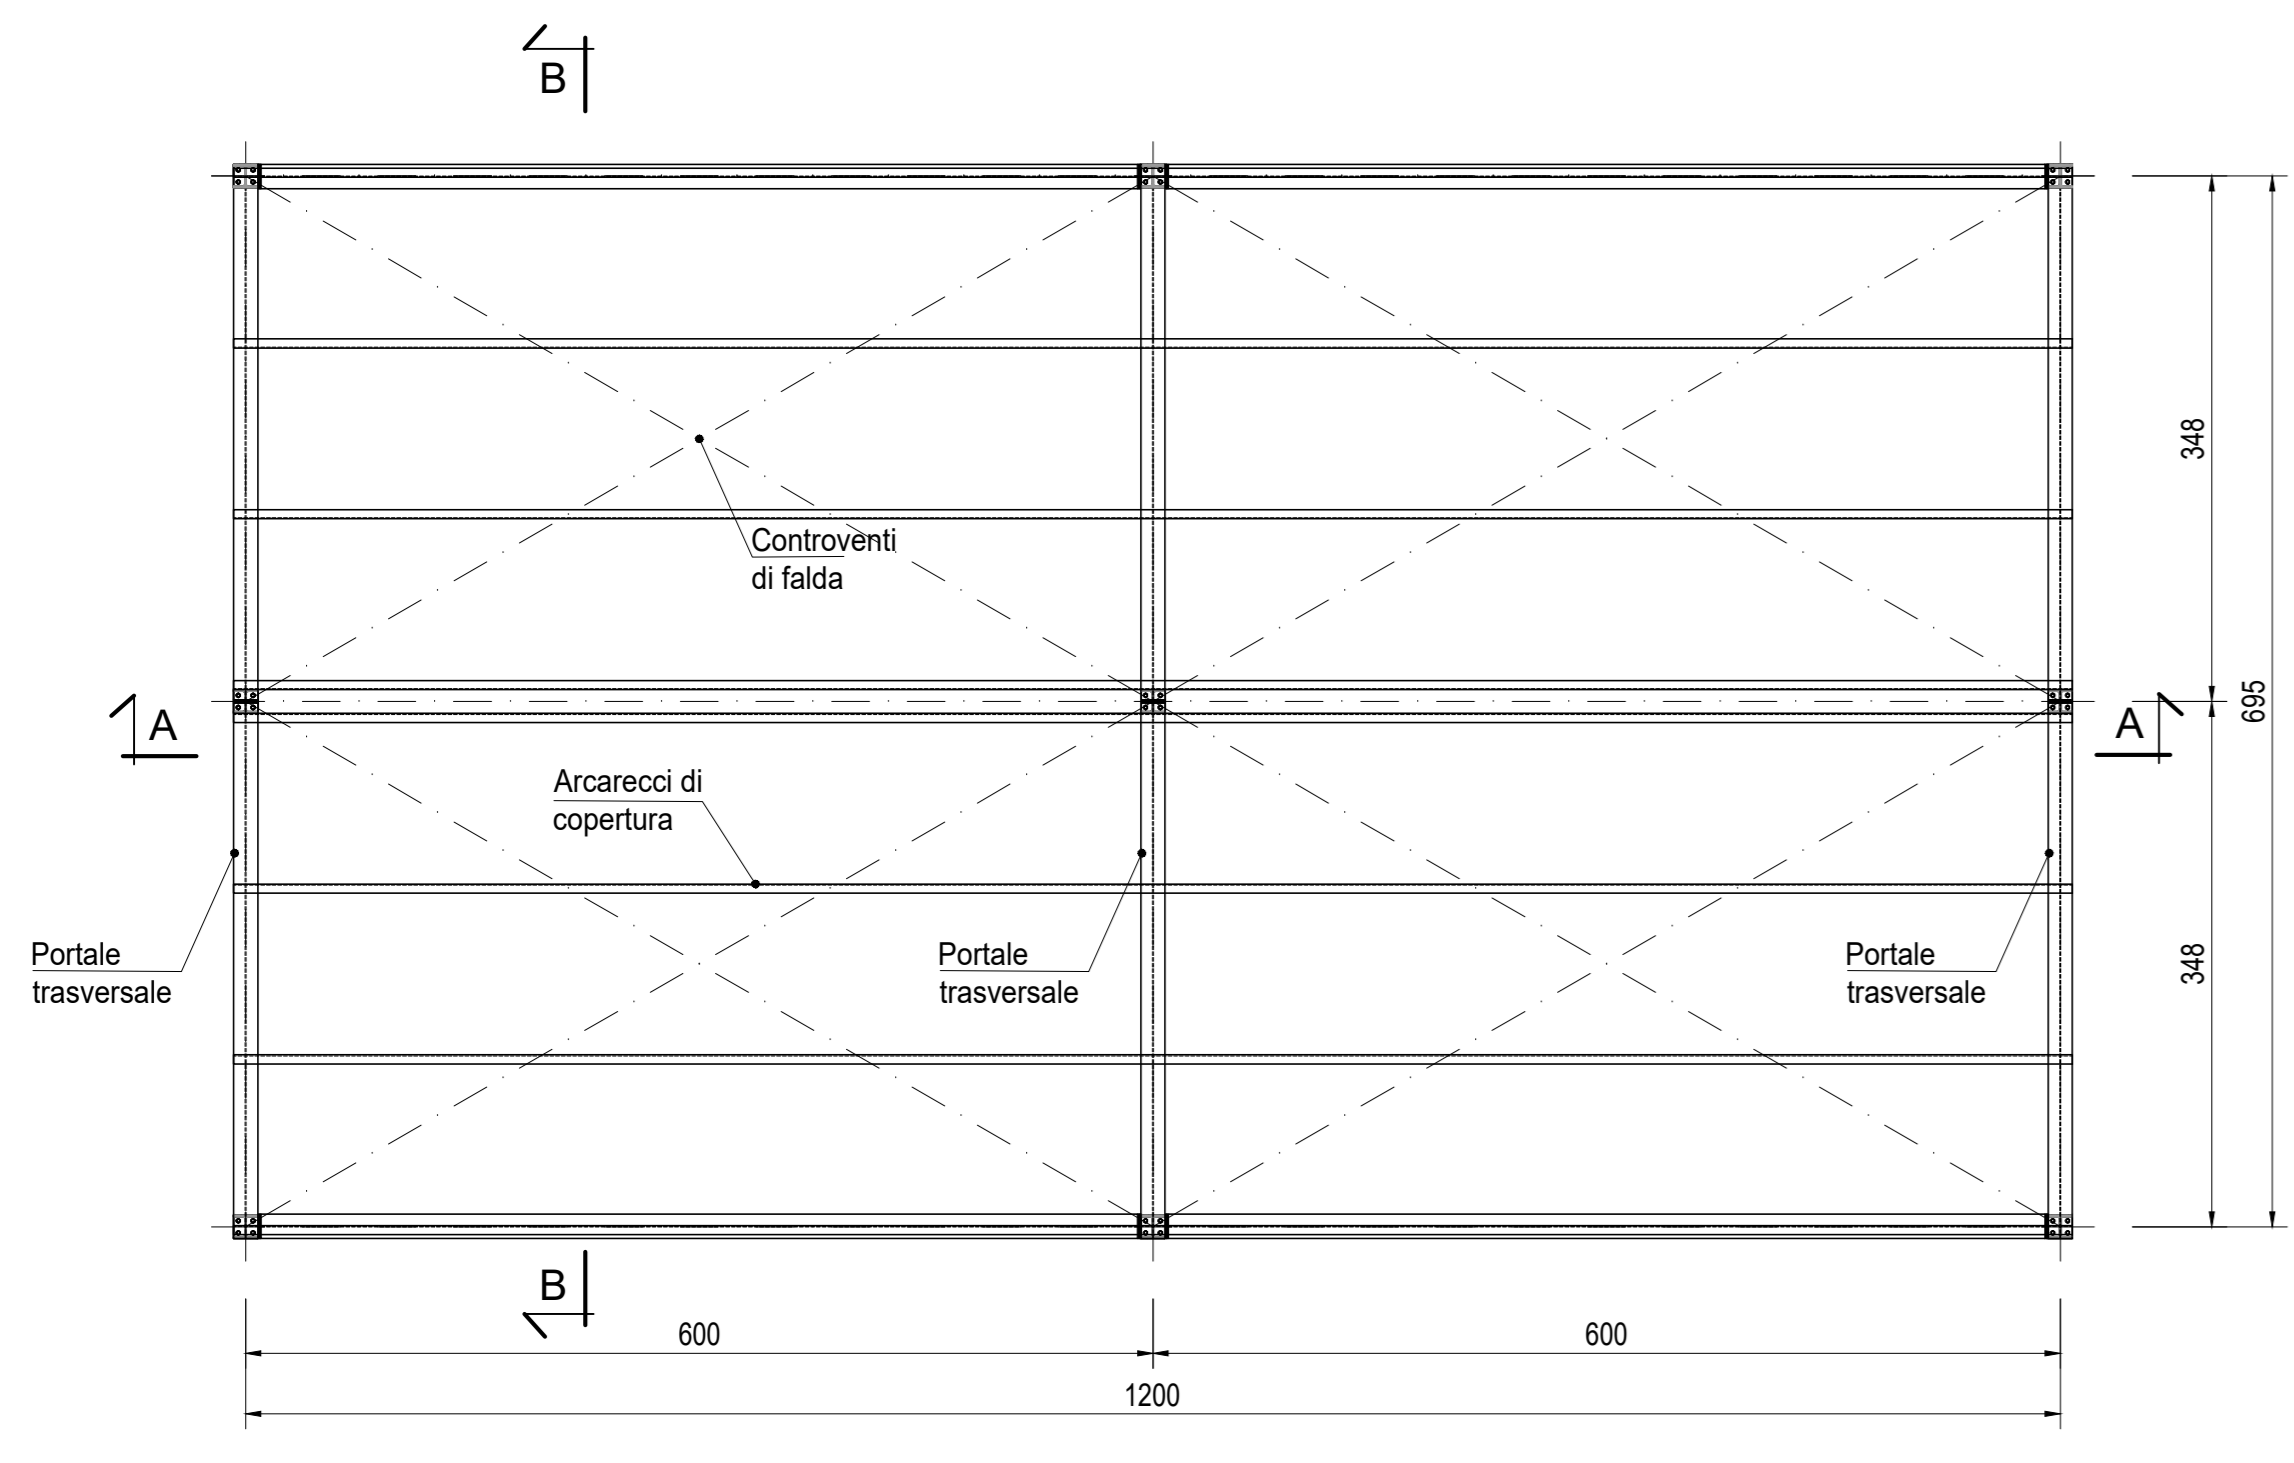 B
348
Controventi
di falda
695
A
A
Arcarecci di
copertura
Portale
trasversale
Portale
trasversale
Portale
trasversale
348
B
600
600
1200